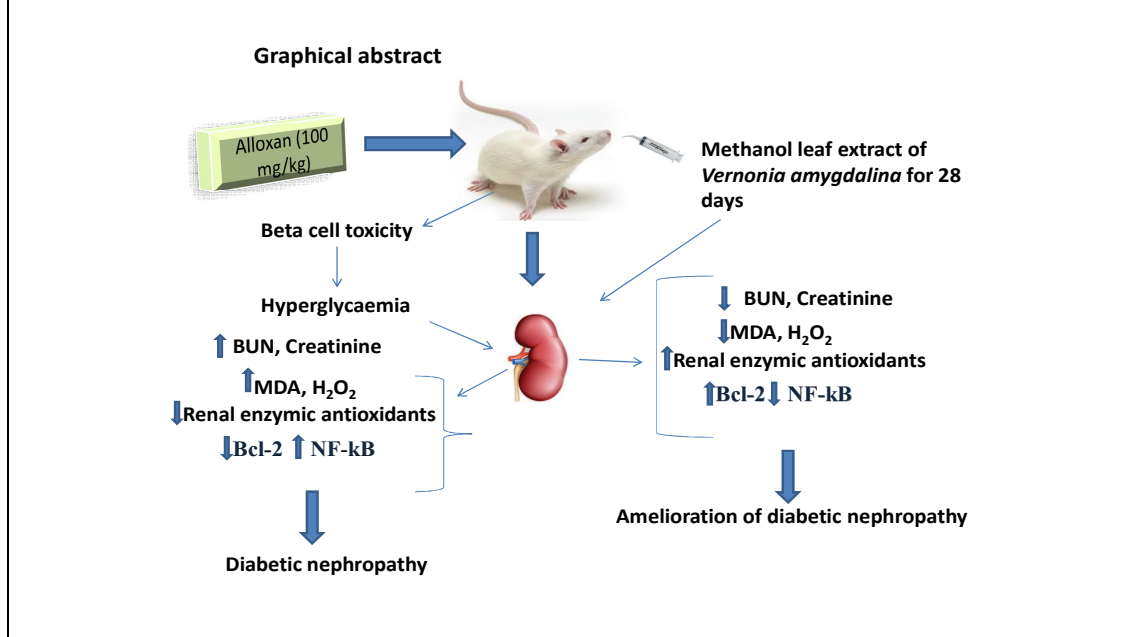 Graphical abstract
Alloxan (100
mg/kg)
Methanol leaf extract of
Vernonia amygdalina for 28
days
Beta cell toxicity
Hyperglycaemia
BUN, Creatinine
MDA, H₂O₂
Renal enzymic antioxidants
Bcl-2 NF-kB
Diabetic nephropathy
BUN, Creatinine
MDA, H₂O₂
Renal enzymic antioxidants
Bcl-2 NF-kB
Amelioration of diabetic nephropathy